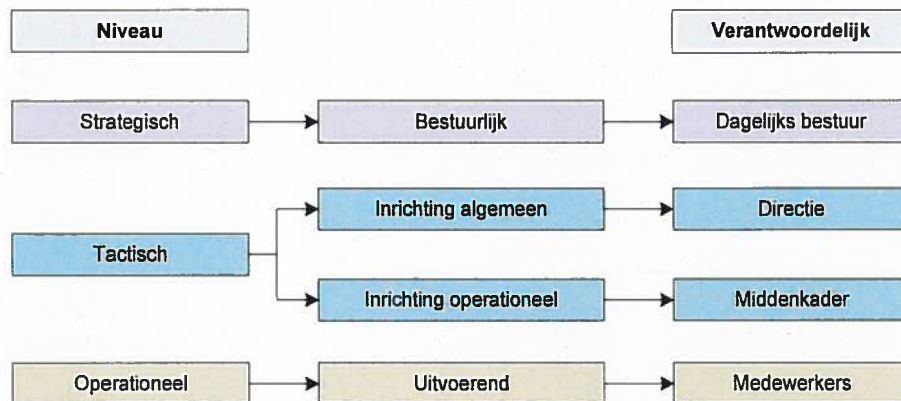 Niveau
Verantwoordelijk
Strategisch
Bestuurlijk
Dagelijks bestuur
Tactisch
Inrichting algemeen
Directie
Inrichting operationeel
Middenkader
Operationeel
Uitvoerend
Medewerkers